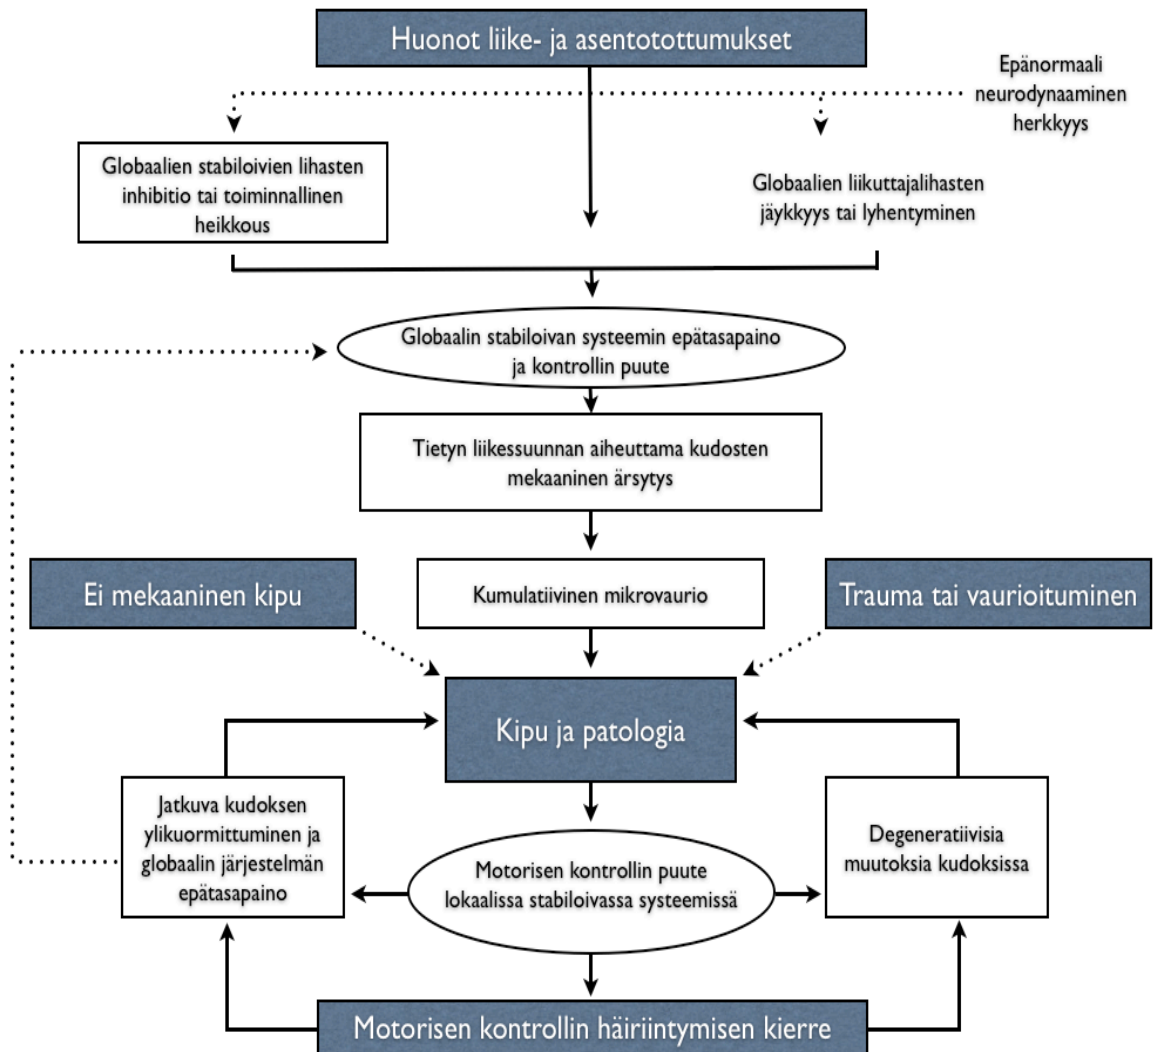 Huonot liike- ja asentotottumukset
Epänormaali
neurodynaaminen
herkkyys
Globaalien stabiloivien lihasten
inhibitio tai toiminnallinen
heikkous
Globaalien liikuttajalihasten
jäykkyys tai lyhentyminen
Globaalin stabiloivan systeemin epätasapaino
ja kontrollin puute
Tietyn liikessuunnan aiheuttama kudosten
mekaaninen ärsytys
Ei mekaaninen kipu
Kumulatiivinen mikrovaurio
Trauma tai vaurioituminen
Kipu ja patologia
Jatkuva kudoksen
ylikuormittuminen ja
globaalin järjestelmän
epätasapaino
Motorisen kontrollin puute
lokaalissa stabiloivassa systeemissä
Degeneratiivisia
muutoksia kudoksissa
Motorisen kontrollin häiriintymisen kierre